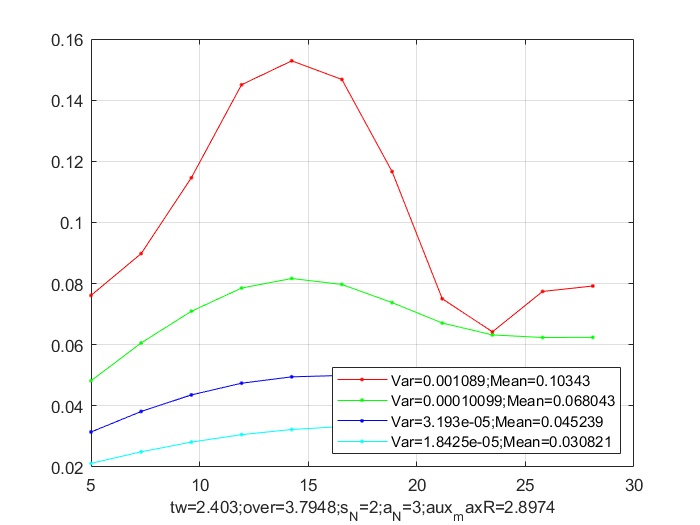 0.16
0.14
0.12
0.1
0.08
0.06
0.04
0.02
Var=0.001089;Mean=0.10343
Var=0.00010099;Mean=0.068043
Var=3.193e-05;Mean=0.045239
Var=1.8425e-05;Mean=0.030821
5 10 15 20 25 30
tw=2.403;over=3.7948;s_N=2;a_N=3;aux_maxR=2.8974